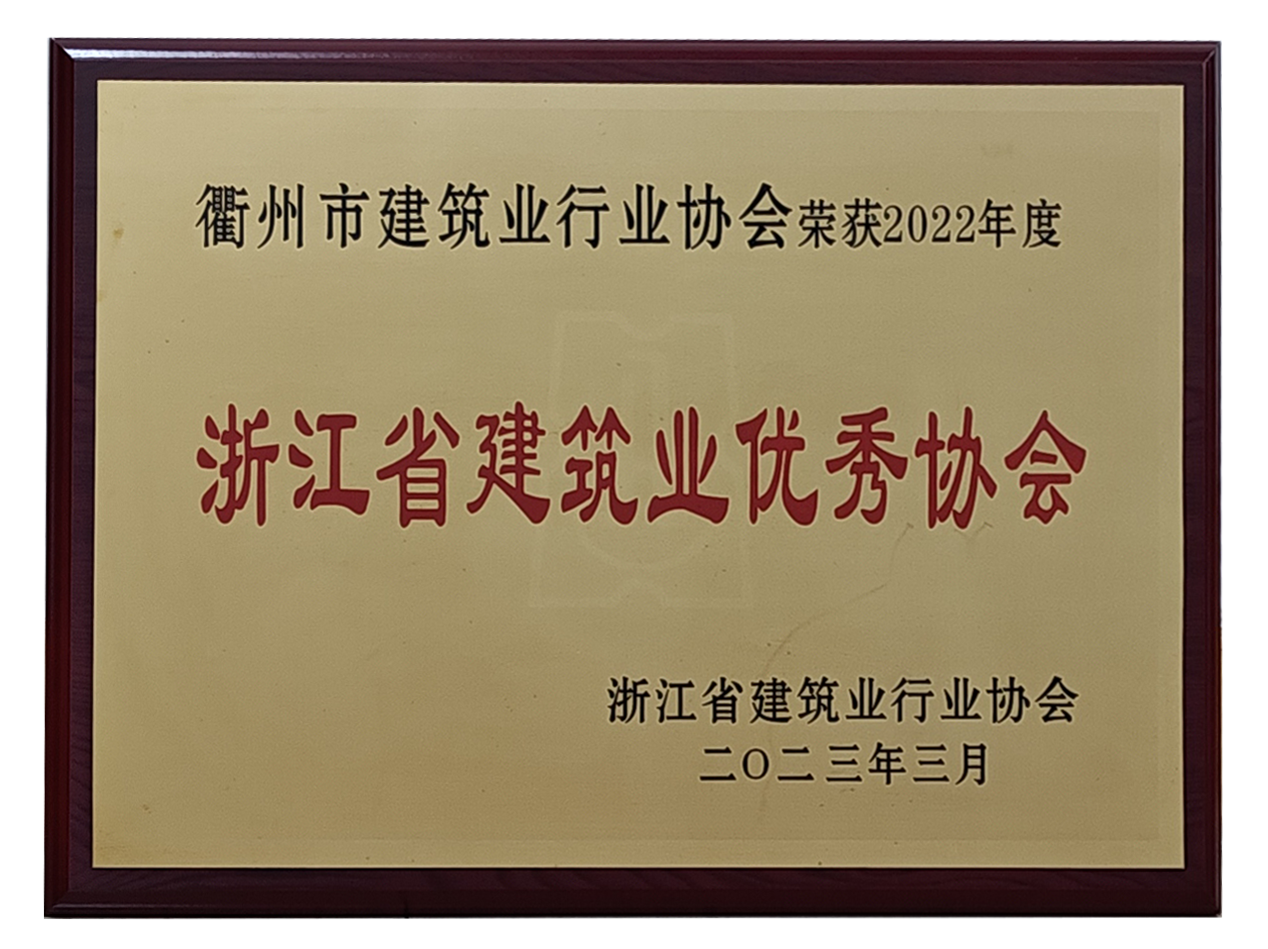 衢州市建筑业行业协会荣获2022年度
浙江省建筑业优秀协会
浙江省建筑业行业协会
二〇二三年三月